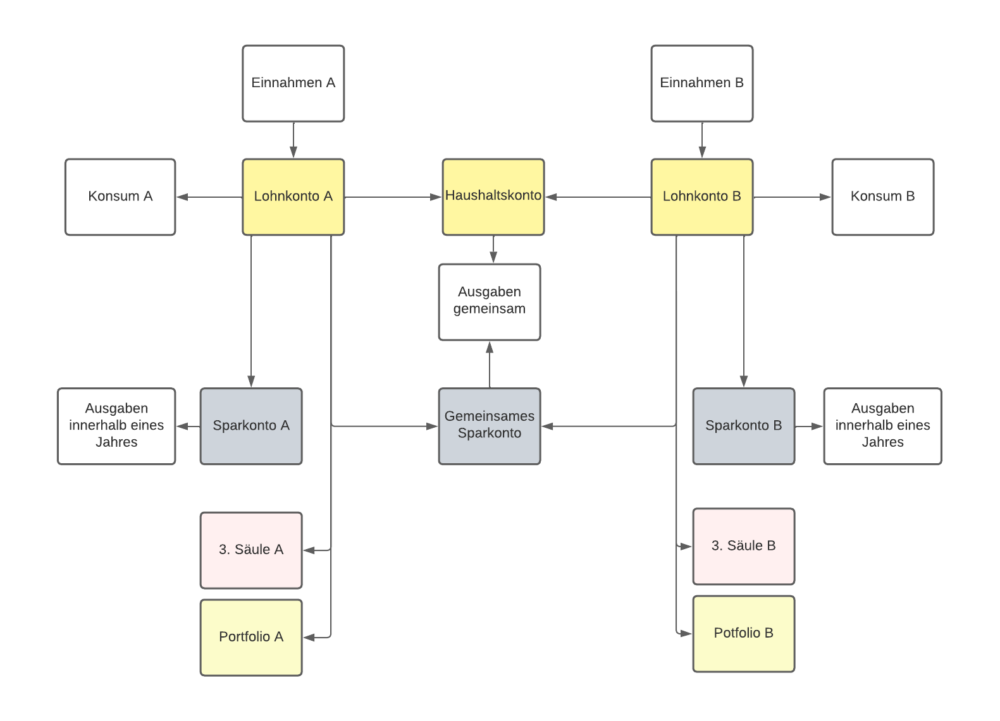 Einnahmen A
Einnahmen B
Konsum A
Lohnkonto A
Haushaltskonto
Lohnkonto B
Konsum B
Ausgaben
gemeinsam
Ausgaben
innerhalb eines
Jahres
Sparkonto A
Gemeinsames
Sparkonto
Sparkonto B
Ausgaben
innerhalb eines
Jahres
3. Säule A
3. Säule B
Portfolio A
Potfolio B